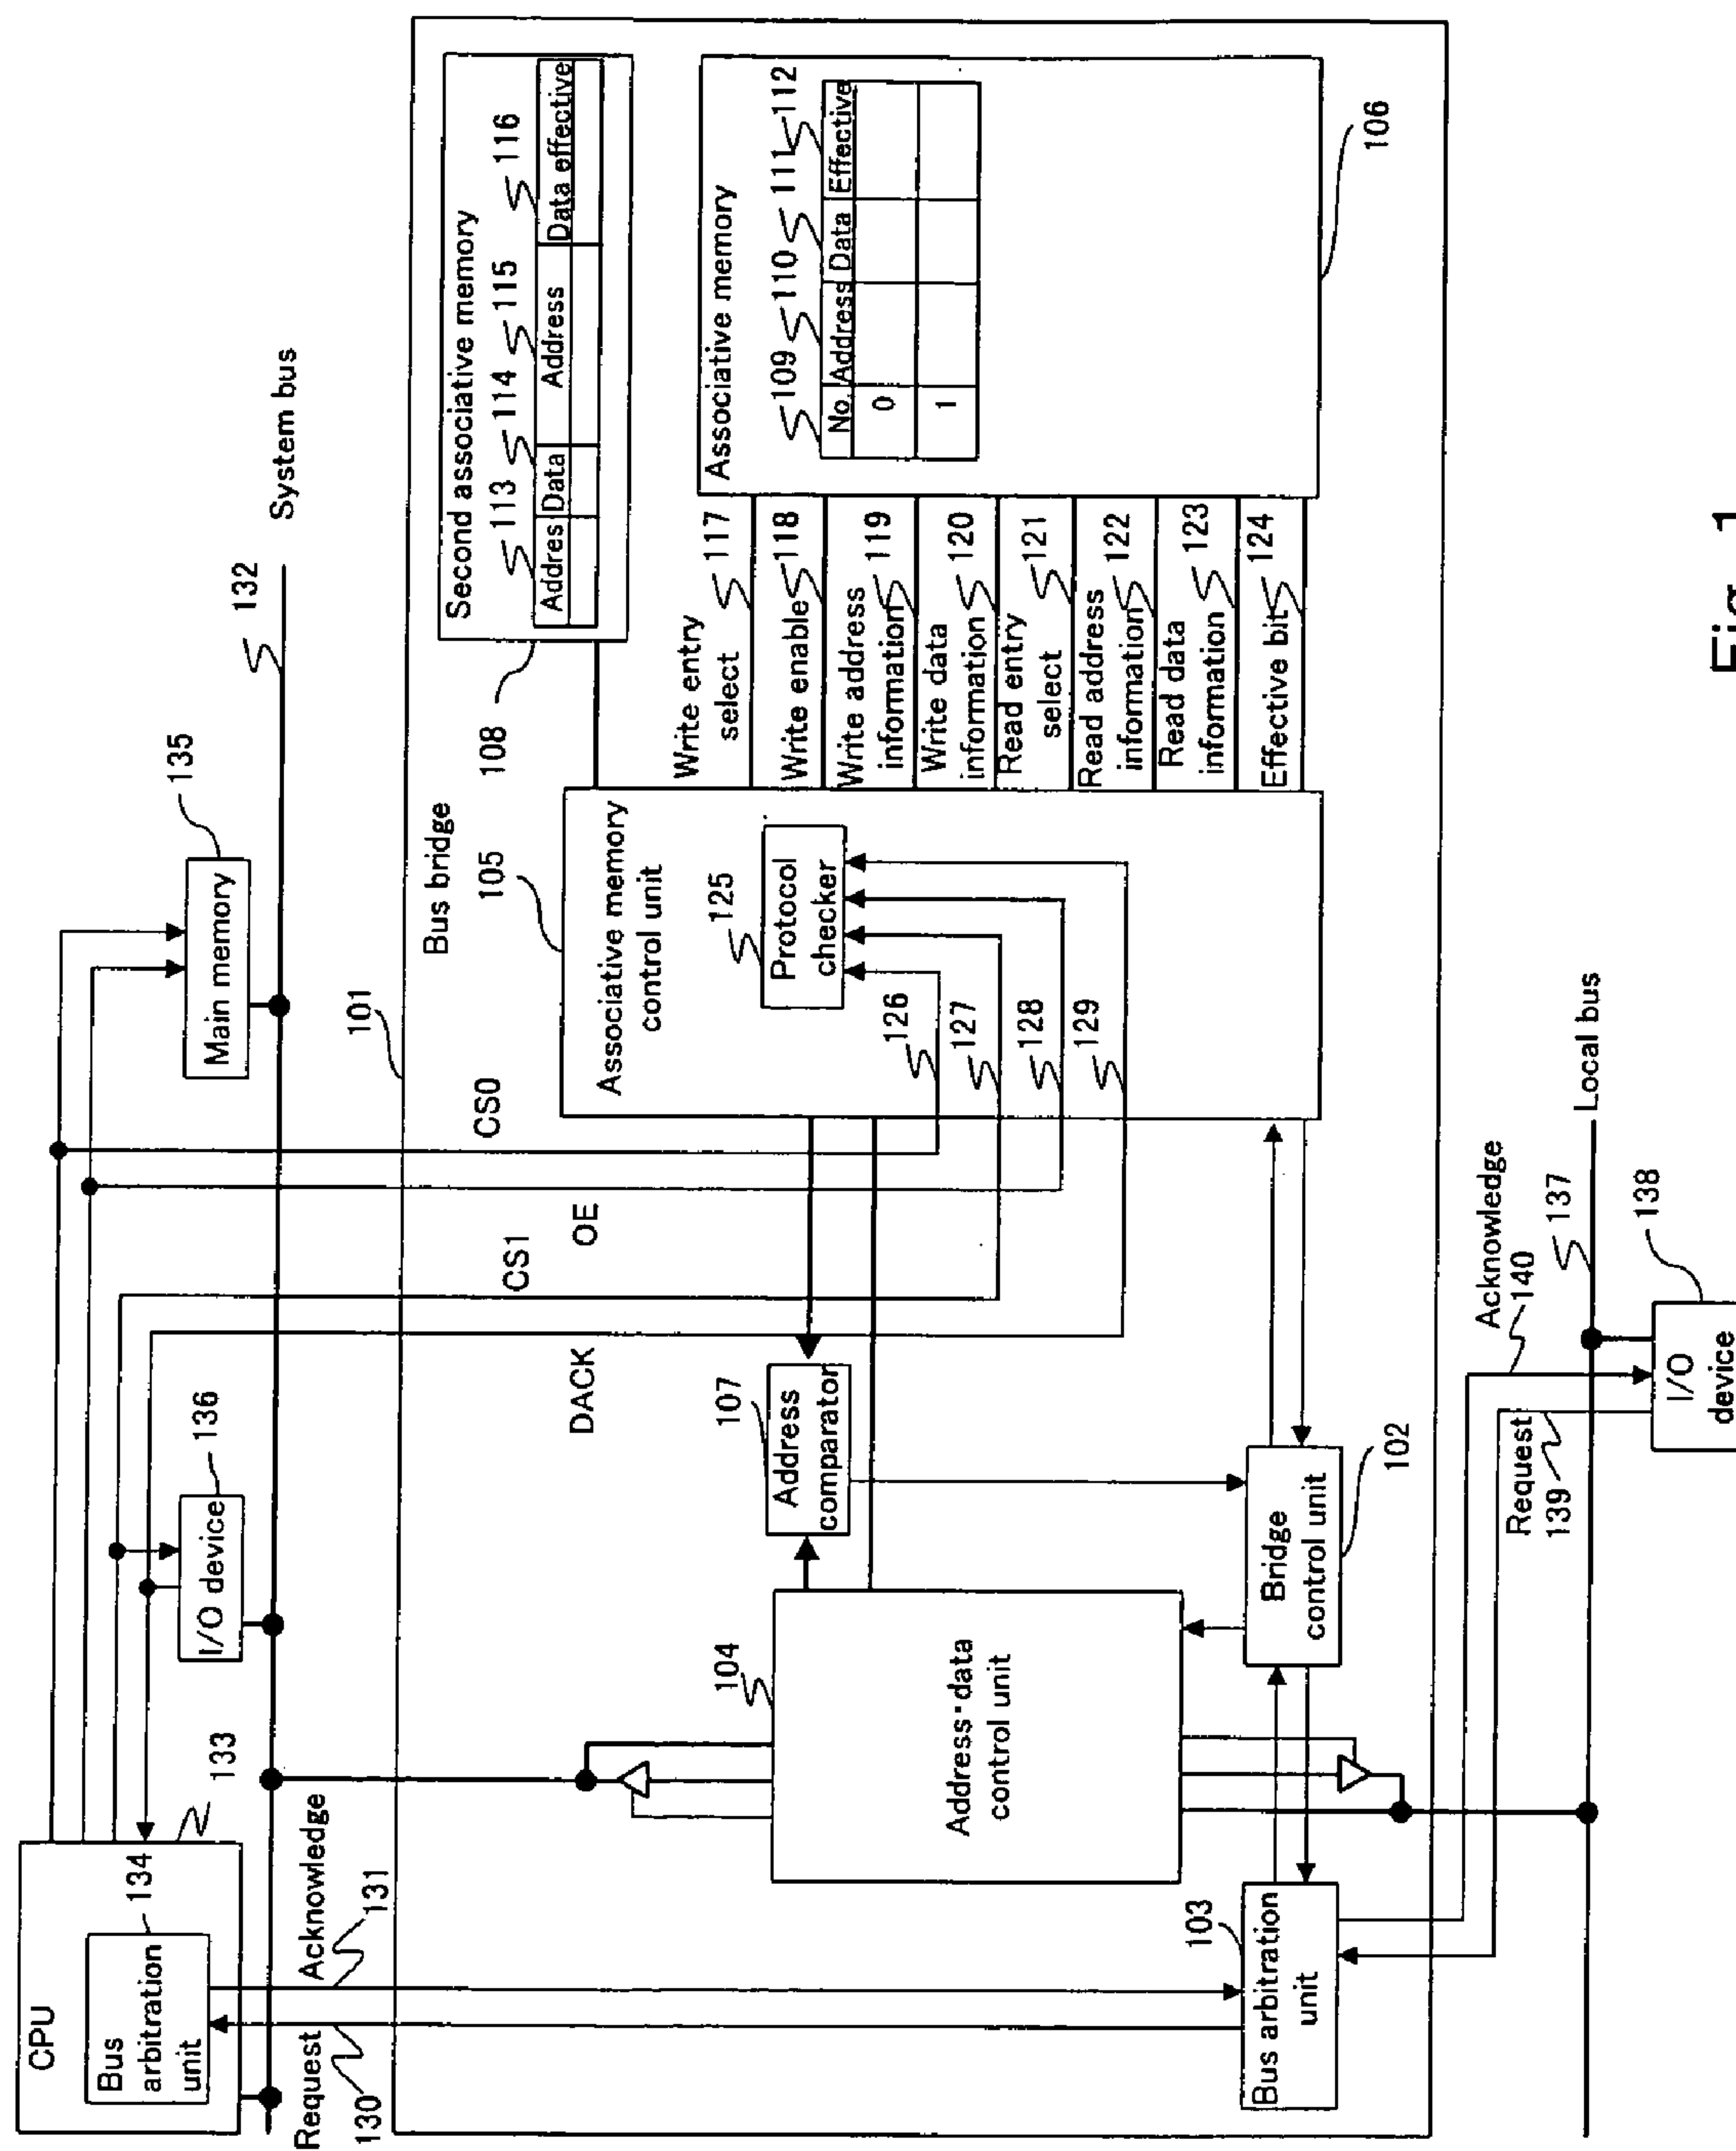 CPU
Bus
arbitration
unit
134
133
I/O device
136
Main memory
135
132
System bus
Request
130
Acknowledge
131
101
Bus bridge
DACK
CS1
OE
CS0
Second associative memory
108
113
114
115
116
Addres
Data
Address
Data effective
105
Associative memory
control unit
125
Protocol
checker
126
127
128
129
Write entry
select
117
Write enable
118
Write address
information
119
Write data
information
120
Read entry
select
121
Read address
information
122
Read data
information
123
Effective bit
124
Associative memory
109
110
111
112
No.
Address
Data
Effective
0
1
106
107
Address
comparator
104
Address·data
control unit
Bridge
control unit
102
103
Bus arbitration
unit
Request
139
Acknowledge
140
137
Local bus
138
I/O
device
Fig. 1